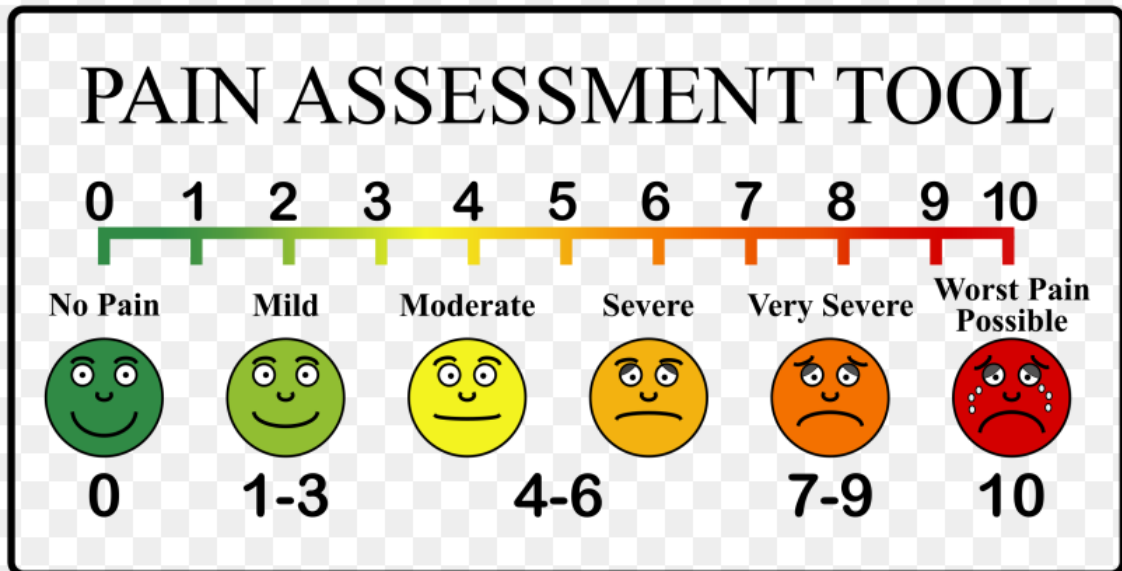 PAIN ASSESSMENT TOOL
0 1 2 3 4 5 6 7 8 9 10
No Pain Mild Moderate Severe Very Severe Worst Pain Possible
0 1-3 4-6 7-9 10